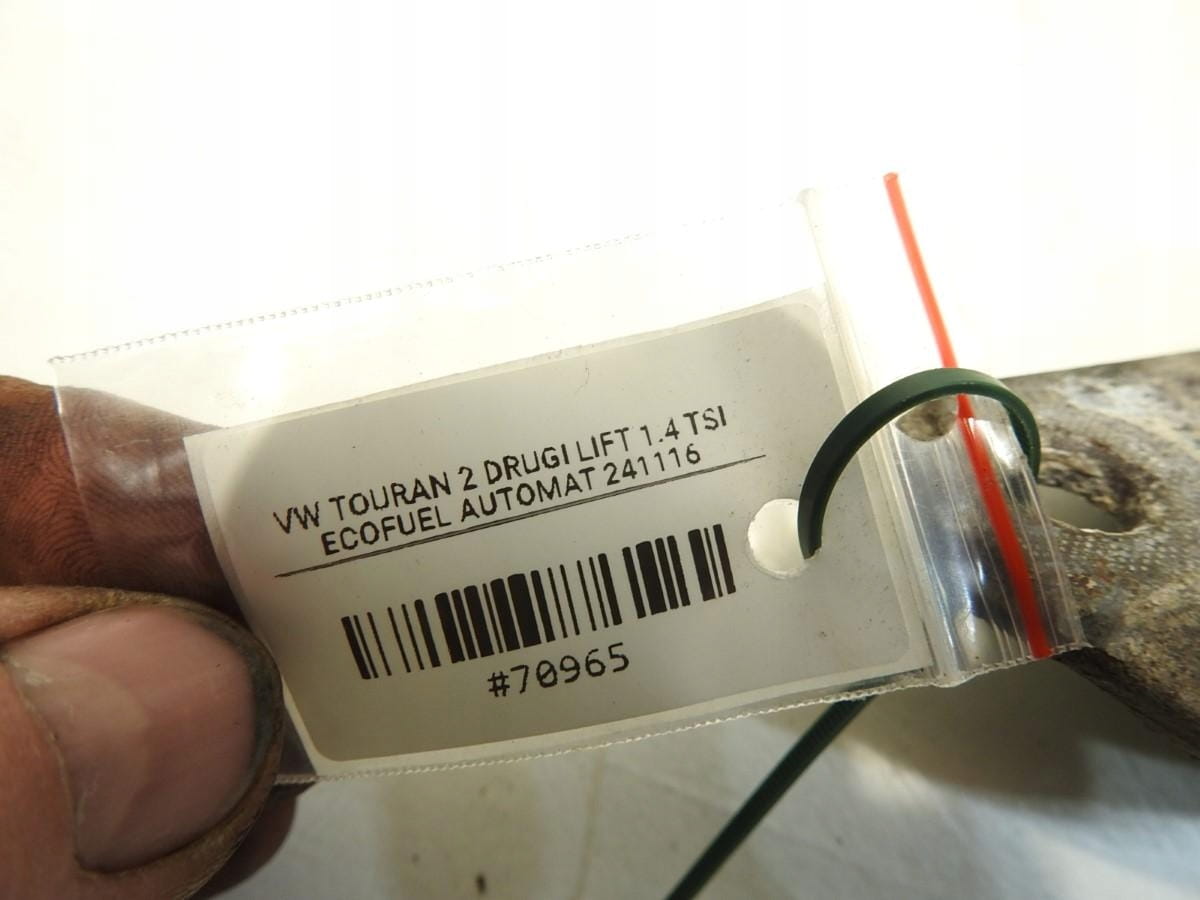 VW TOURAN 2 DRUGI LIFT 1.4 TSI
ECOFUEL AUTOMAT 241116
#70965